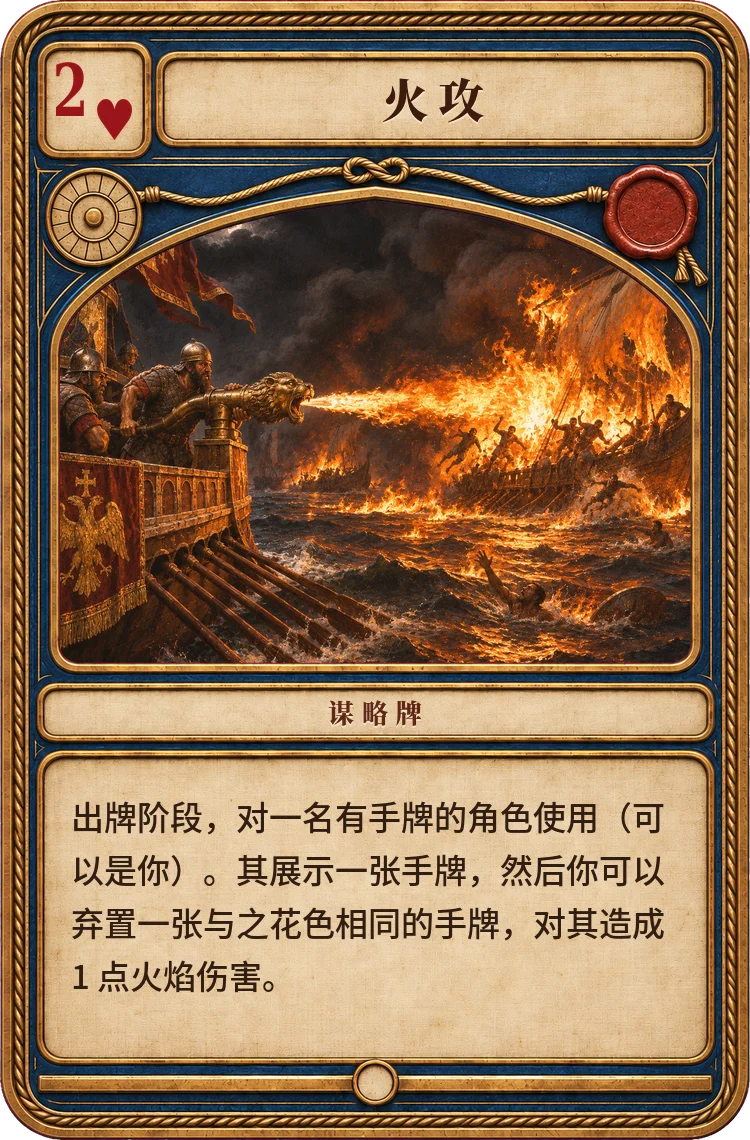 2
火攻
谋略牌
出牌阶段，对一名有手牌的角色使用（可
以是你）。其展示一张手牌，然后你可以
弃置一张与之花色相同的手牌，对其造成
1 点火焰伤害。